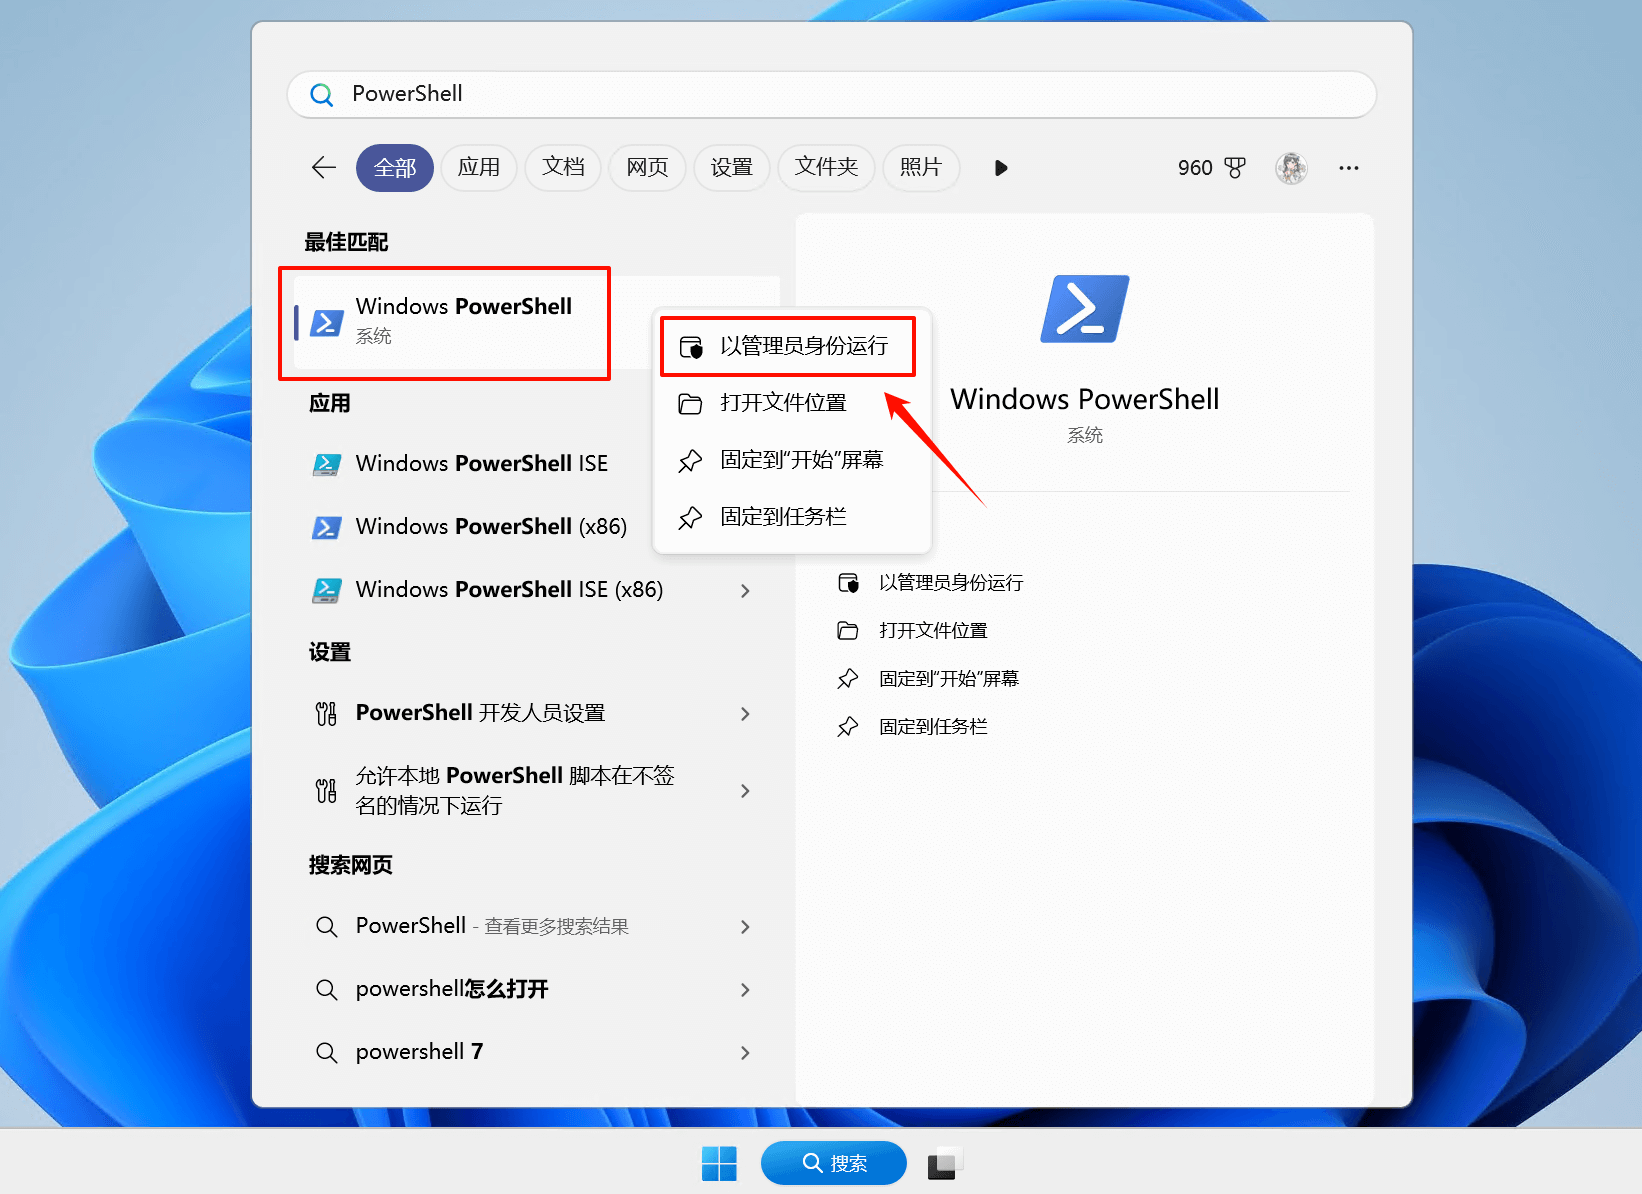 PowerShell
全部 应用 文档 网页 设置 文件夹 照片 960
最佳匹配
Windows PowerShell
系统
应用
Windows PowerShell ISE
Windows PowerShell (x86)
Windows PowerShell ISE (x86)
设置
PowerShell 开发人员设置
允许本地 PowerShell 脚本在不签
名的情况下运行
搜索网页
PowerShell - 查看更多搜索结果
powershell怎么打开
powershell 7
以管理员身份运行
打开文件位置
固定到“开始”屏幕
固定到任务栏
Windows PowerShell
系统
以管理员身份运行
打开文件位置
固定到“开始”屏幕
固定到任务栏
搜索